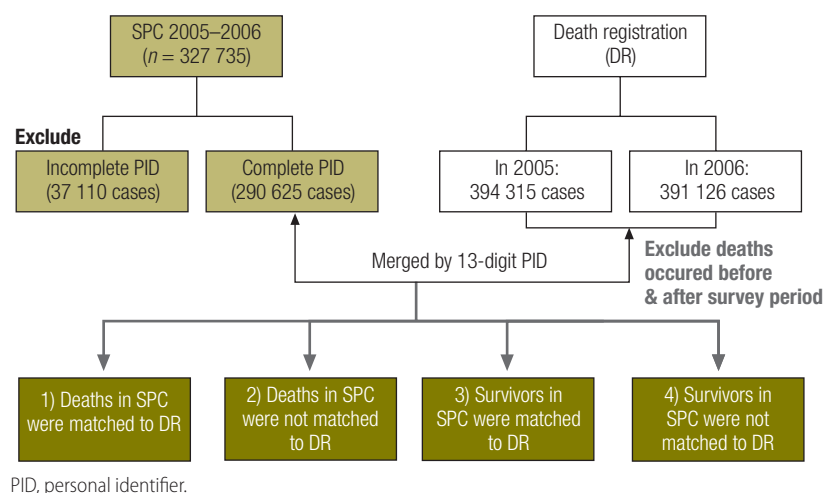 SPC 2005–2006
(n = 327 735)
Death registration
(DR)
Exclude
Incomplete PID
(37 110 cases)
Complete PID
(290 625 cases)
In 2005:
394 315 cases
In 2006:
391 126 cases
Merged by 13-digit PID
Exclude deaths
occured before
& after survey period
1) Deaths in SPC
were matched to DR
2) Deaths in SPC
were not matched
to DR
3) Survivors in
SPC were matched
to DR
4) Survivors in
SPC were not
matched to DR
PID, personal identifier.